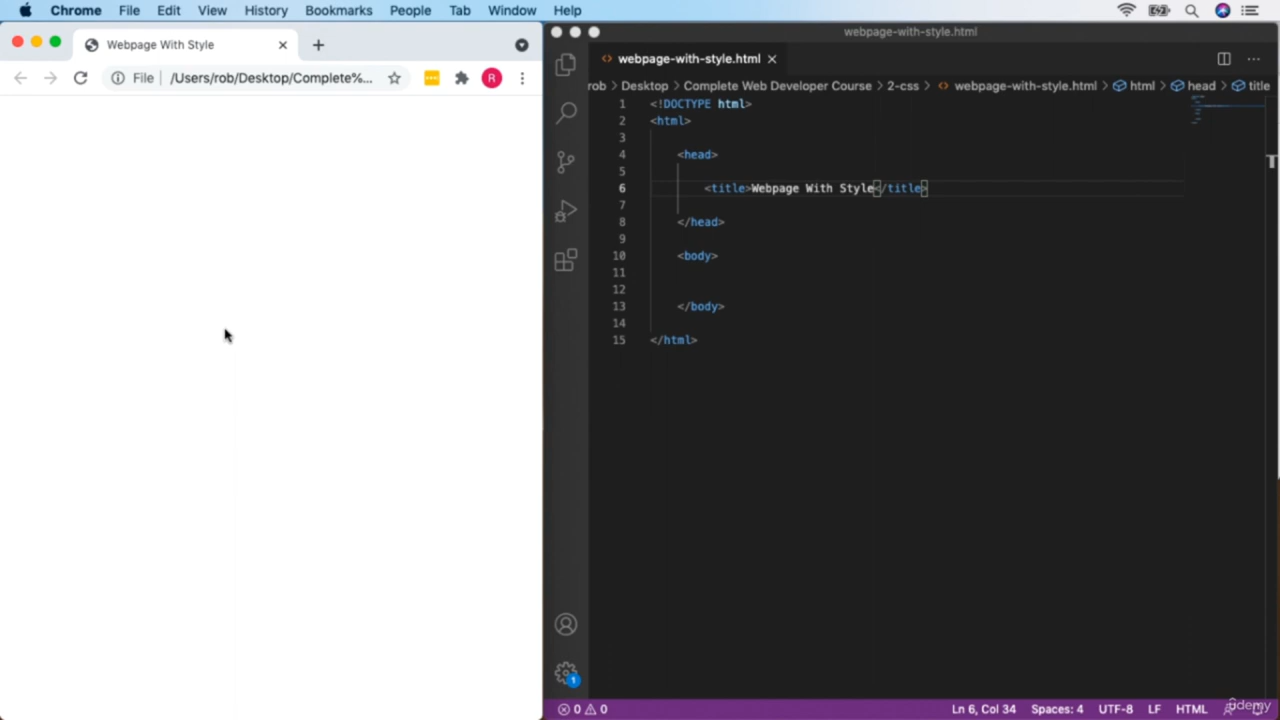 Chrome File Edit View History Bookmarks People Tab Window Help
Webpage With Style
File /Users/rob/Desktop/Complete%... R
webpage-with-style.html
webpage-with-style.html
rob > Desktop > Complete Web Developer Course > 2-css > webpage-with-style.html > html > head > title
1 <!DOCTYPE html>
2 <html>
3
4 <head>
5
6 <title>Webpage With Style</title>
7
8 </head>
9
10 <body>
11
12
13 </body>
14
15 </html>
T
1
0 0 Ln 6, Col 34 Spaces: 4 UTF-8 LF HTML
udemy